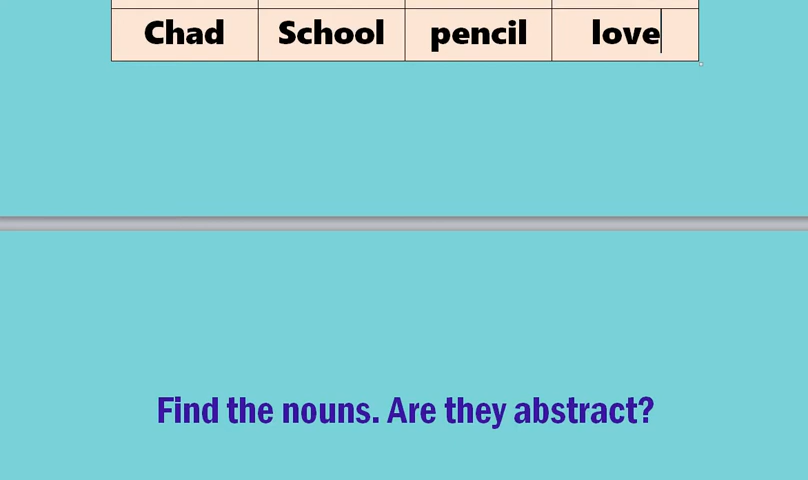 Chad School pencil love
Find the nouns. Are they abstract?